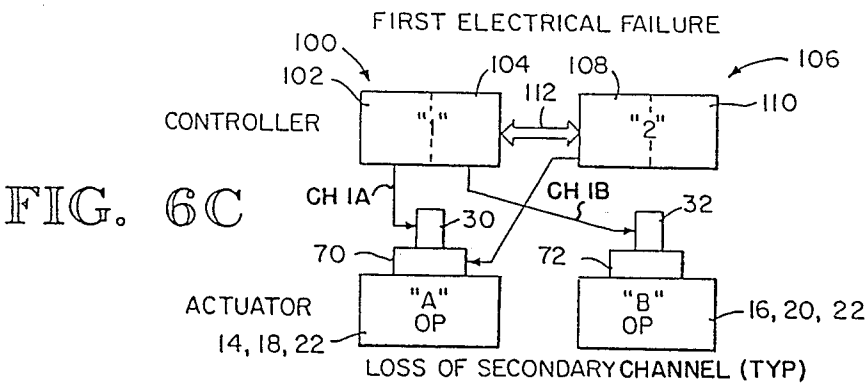 FIRST ELECTRICAL FAILURE
100
102
104
108
106
110
112
CONTROLLER
"1"
"2"
FIG. 6C
CH 1A
CH 1B
30
32
70
72
ACTUATOR
"A"
OP
"B"
OP
14, 18, 22
16, 20, 22
LOSS OF SECONDARY CHANNEL (TYP)